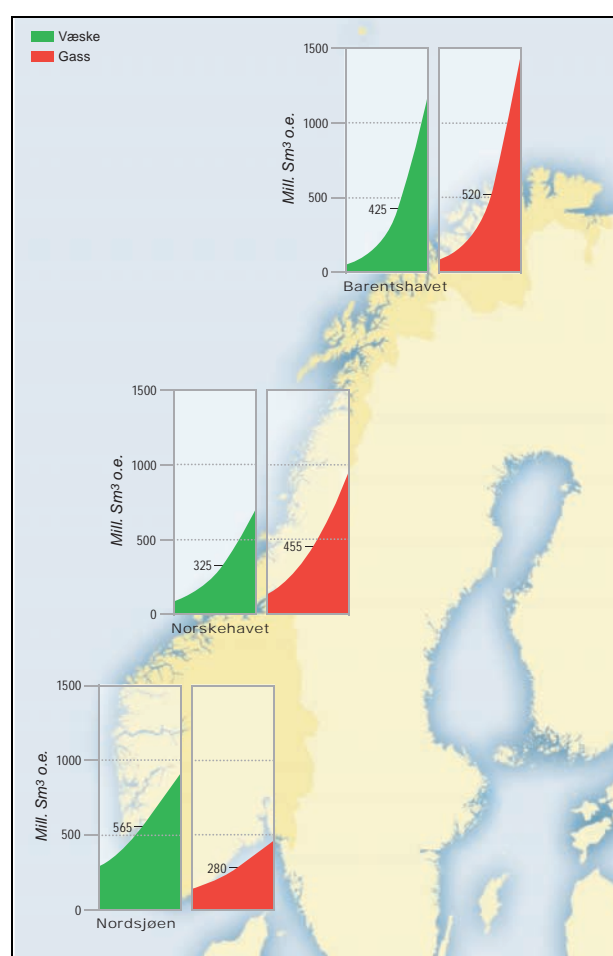 Væske
Gass
Mill. Sm³ o.e.
1500
1000
500
0
425
520
Barentshavet
Mill. Sm³ o.e.
1500
1000
500
0
325
455
Norskehavet
Mill. Sm³ o.e.
1500
1000
500
0
565
280
Nordsjøen